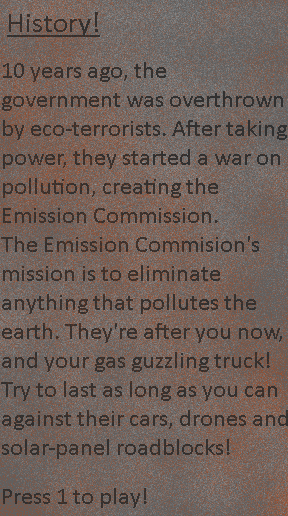 History!
10 years ago, the
government was overthrown
by eco-terrorists. After taking
power, they started a war on
pollution, creating the
Emission Commission.
The Emission Commision's
mission is to eliminate
anything that pollutes the
earth. They're after you now,
and your gas guzzling truck!
Try to last as long as you can
against their cars, drones and
solar-panel roadblocks!
Press 1 to play!